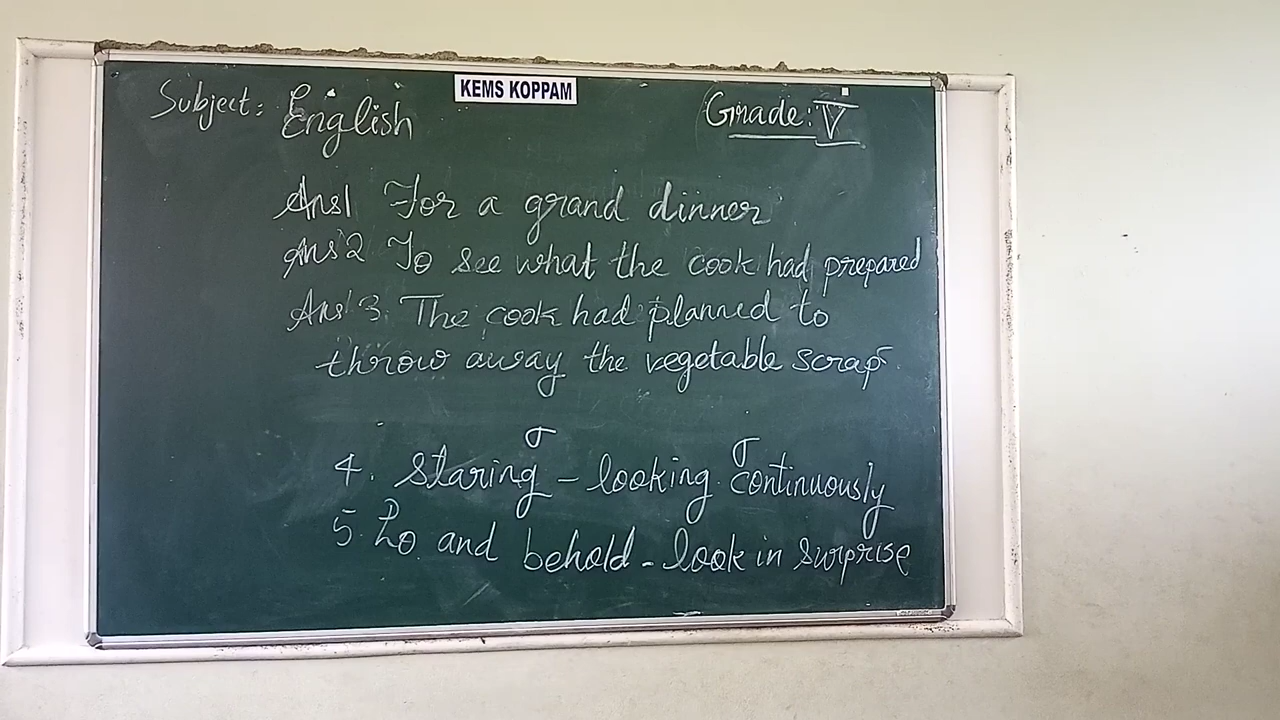 KEMS KOPPAM
Subject: English
Grade: V
Ans1 For a grand dinner
Ans2 To see what the cook had prepared
Ans 3. The cook had planned to
throw away the vegetable scraps.
4. Staring - looking continuously
5. Lo and behold - look in surprise